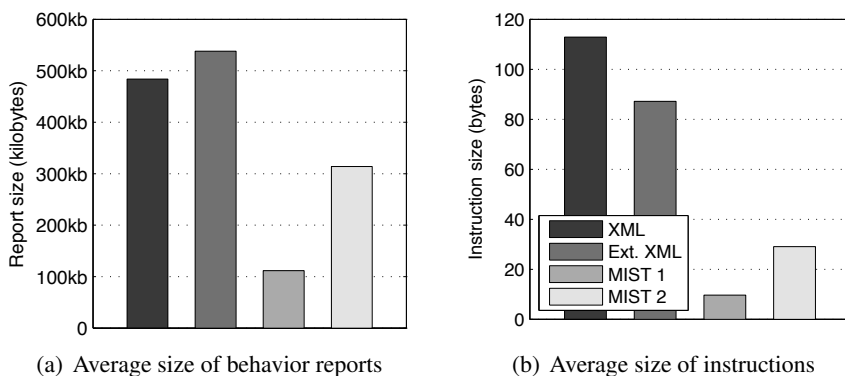 600kb
500kb
400kb
300kb
200kb
100kb
0
Report size (kilobytes)
(a) Average size of behavior reports
120
100
80
60
40
20
0
Instruction size (bytes)
XML
Ext. XML
MIST 1
MIST 2
(b) Average size of instructions